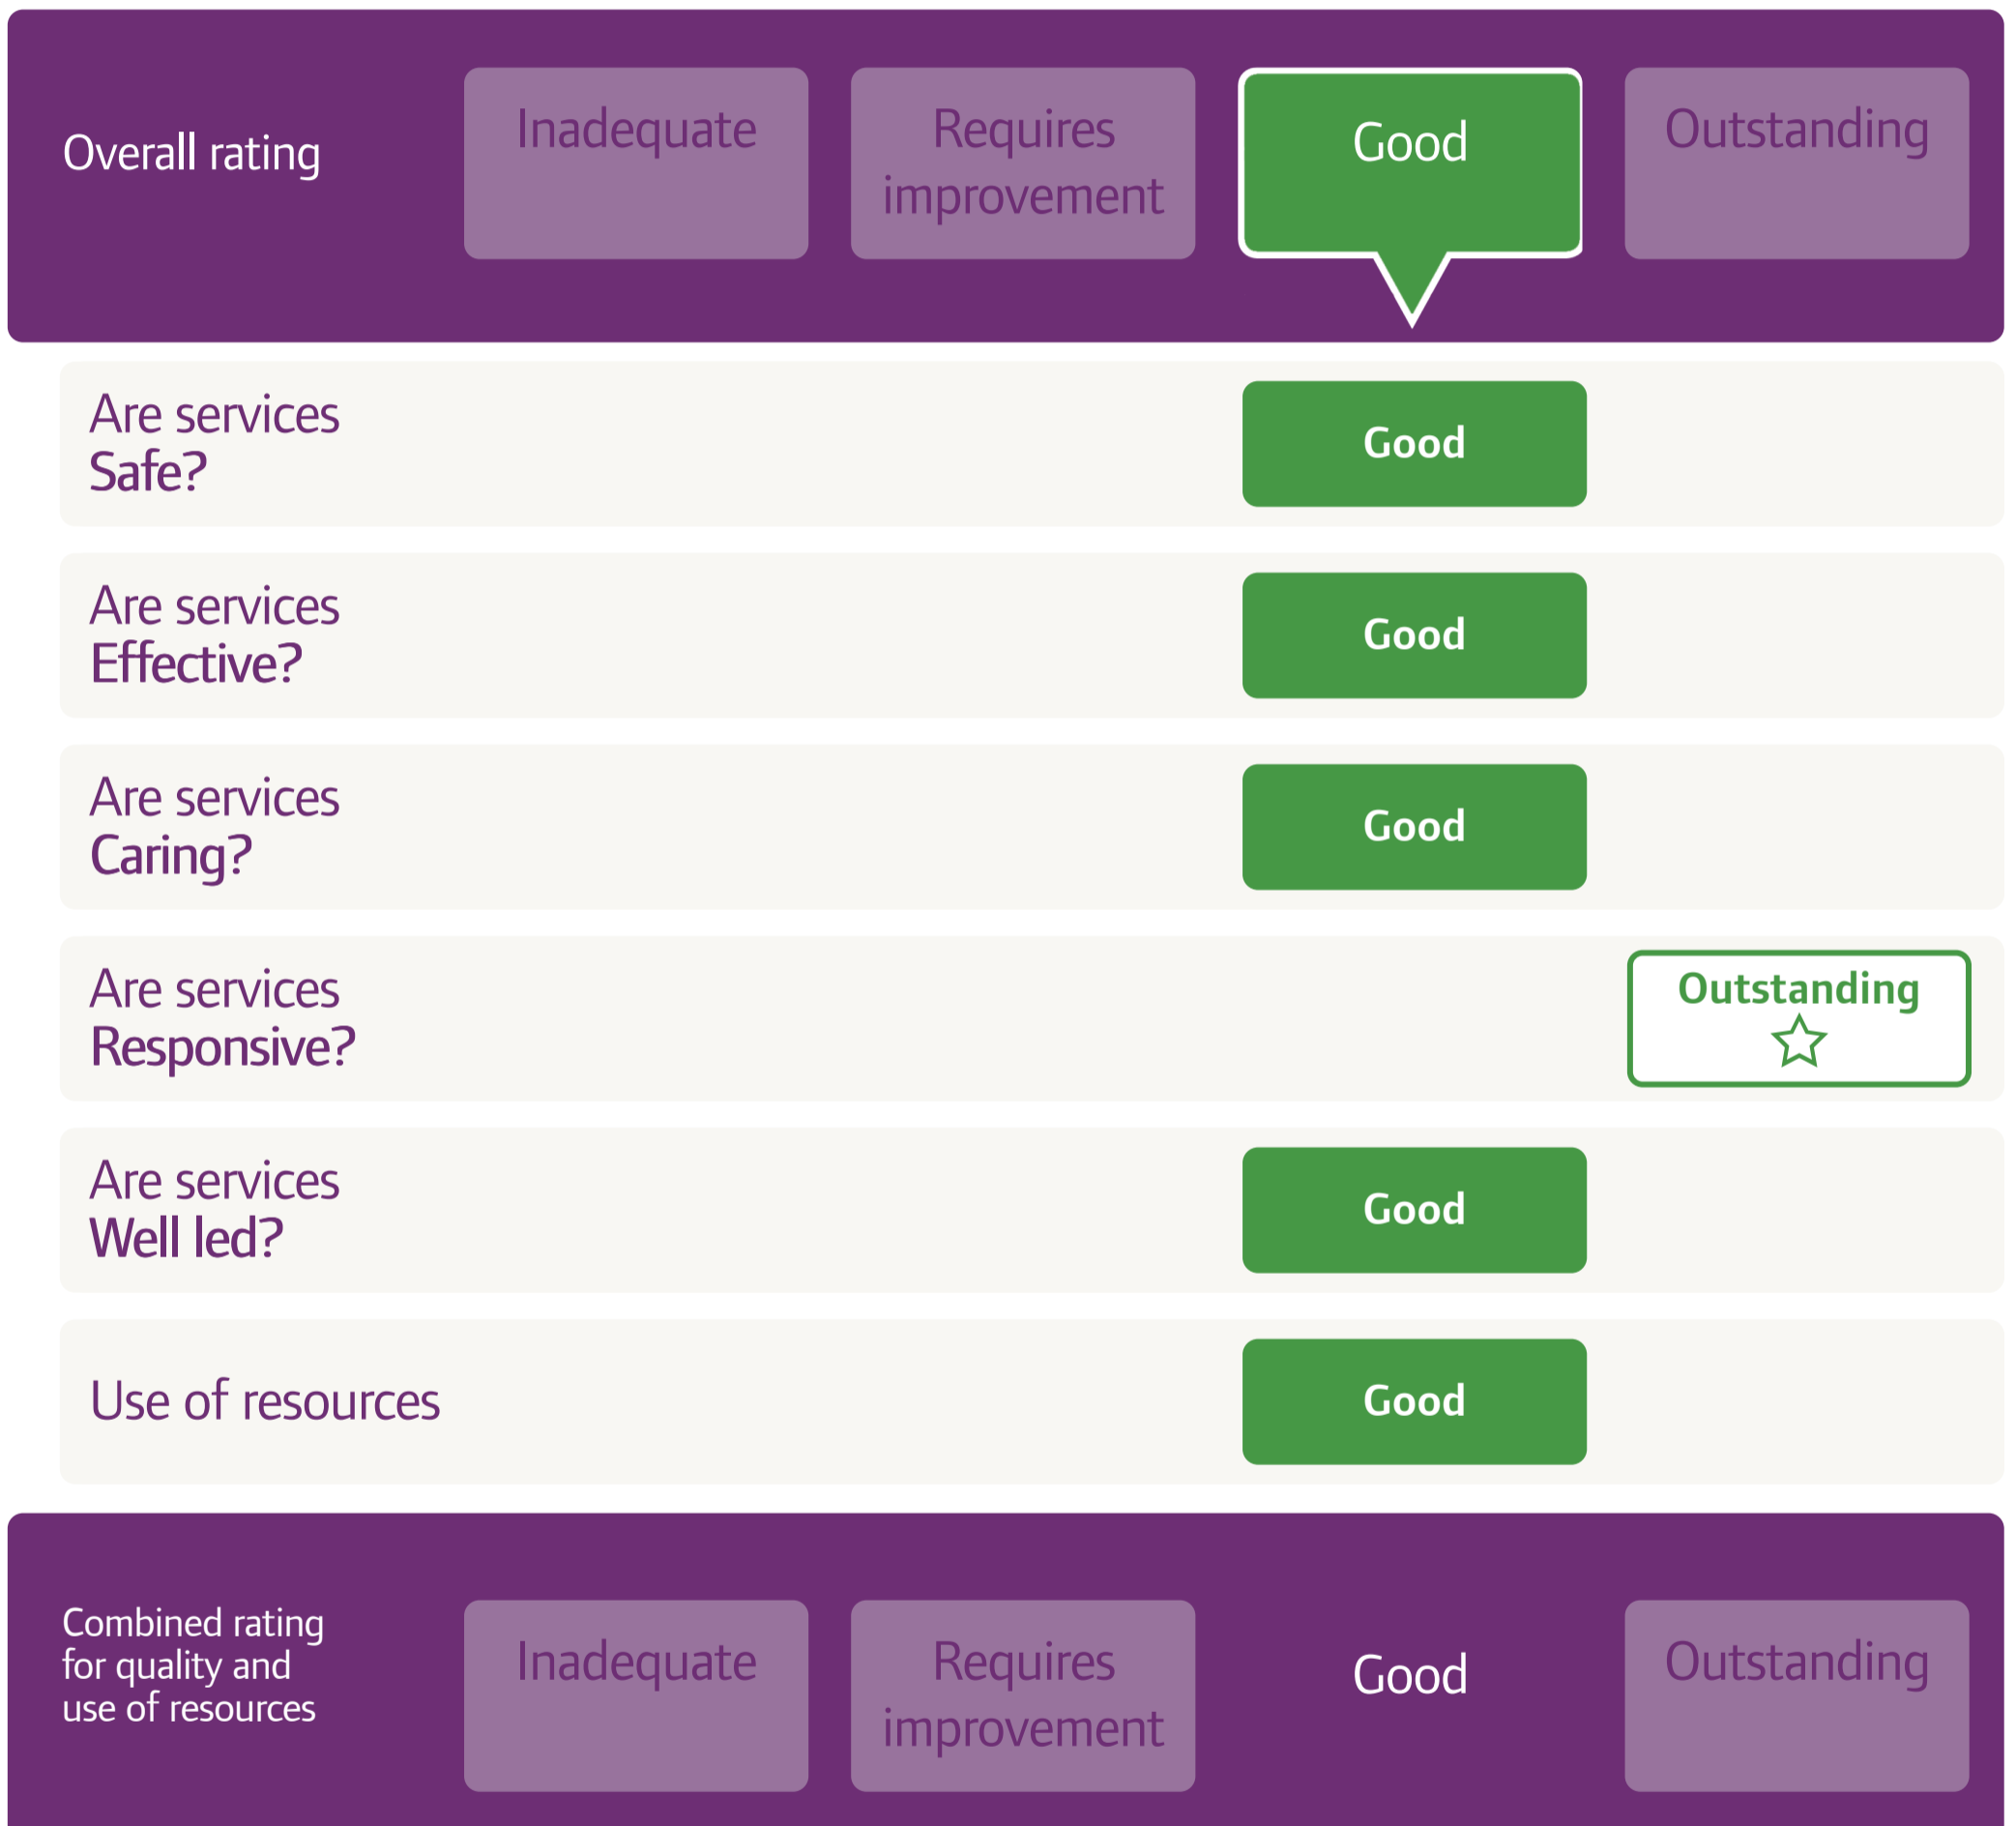 Overall rating
Inadequate
Requires
improvement
Good
Outstanding
Are services
Safe?
Good
Are services
Effective?
Good
Are services
Caring?
Good
Are services
Responsive?
Outstanding
Are services
Well led?
Good
Use of resources
Good
Combined rating
for quality and
use of resources
Inadequate
Requires
improvement
Good
Outstanding